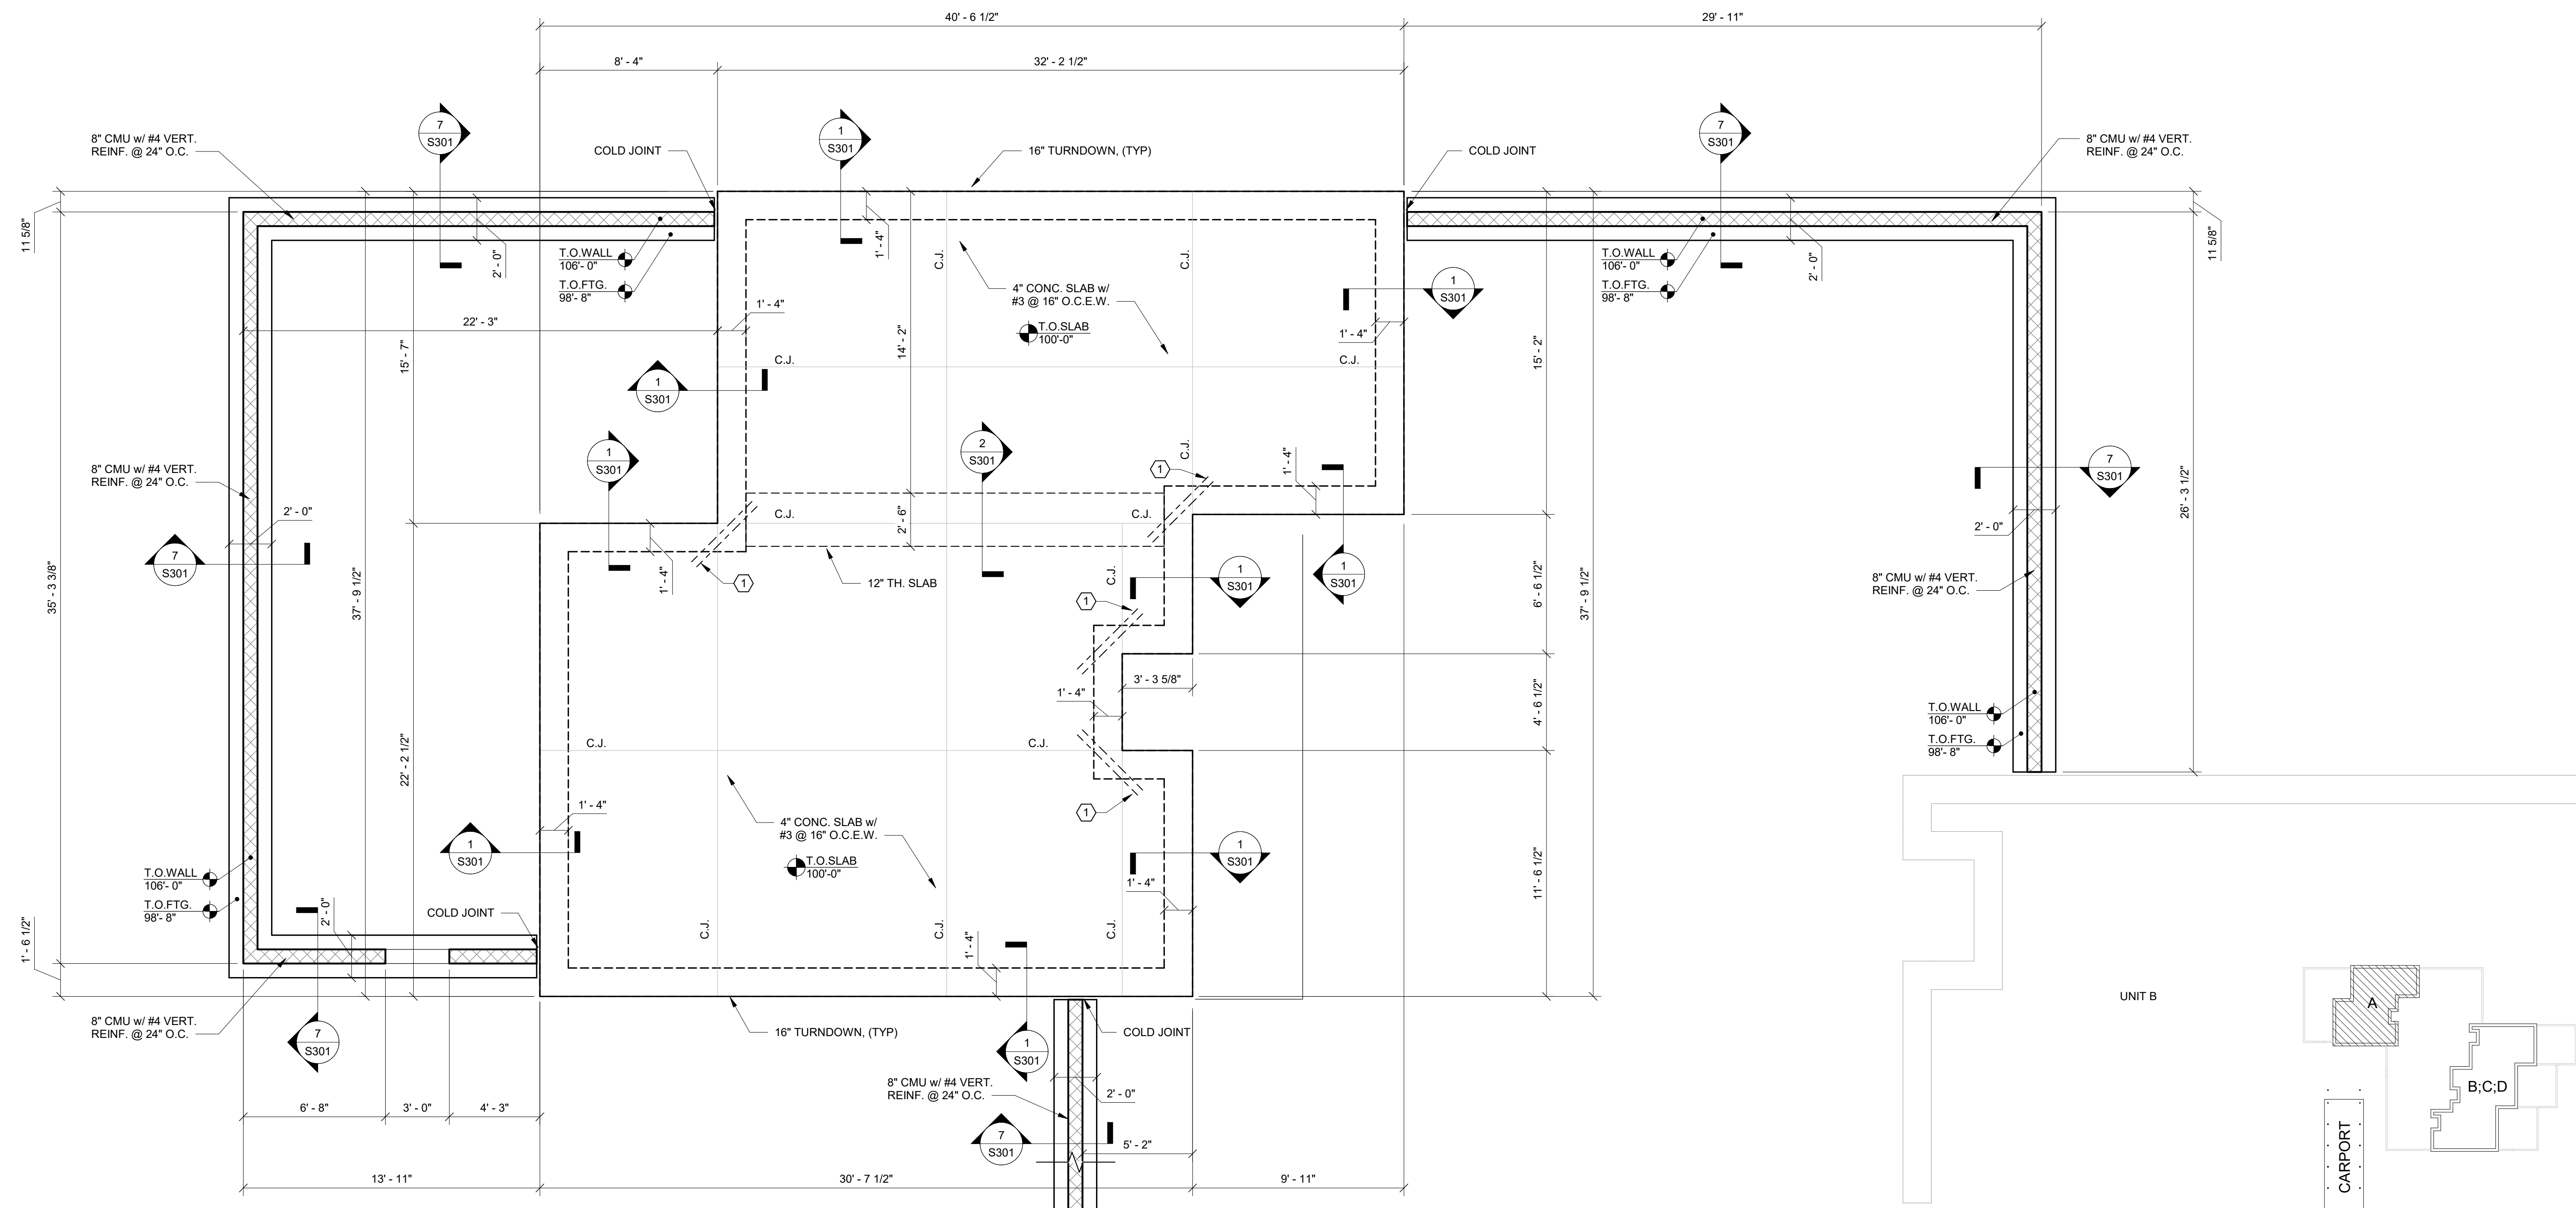 40' - 6 1/2"
29' - 11"
8' - 4"
32' - 2 1/2"
7
S301
1
S301
7
S301
8" CMU w/ #4 VERT.
REINF. @ 24" O.C.
COLD JOINT
16" TURNDOWN, (TYP)
COLD JOINT
8" CMU w/ #4 VERT.
REINF. @ 24" O.C.
11 5/8"
2' - 0"
T.O.WALL
106'- 0"
T.O.FTG.
98'- 8"
1' - 4"
C.J.
C.J.
4" CONC. SLAB w/
#3 @ 16" O.C.E.W.
T.O.SLAB
100'-0"
1
S301
T.O.WALL
106'- 0"
T.O.FTG.
98'- 8"
2' - 0"
11 5/8"
22' - 3"
1' - 4"
1' - 4"
15' - 7"
14' - 2"
15' - 2"
C.J.
C.J.
1
S301
1
S301
2
S301
C.J.
1
1' - 4"
8" CMU w/ #4 VERT.
REINF. @ 24" O.C.
7
S301
26' - 3 1/2"
2' - 0"
C.J.
2' - 6"
C.J.
2' - 0"
7
S301
35' - 3 3/8"
37' - 9 1/2"
1' - 4"
1
12" TH. SLAB
C.J.
1
S301
1
S301
6' - 6 1/2"
37' - 9 1/2"
8" CMU w/ #4 VERT.
REINF. @ 24" O.C.
1
3' - 3 5/8"
1' - 4"
4' - 6 1/2"
T.O.WALL
106'- 0"
T.O.FTG.
98'- 8"
22' - 2 1/2"
C.J.
C.J.
1' - 4"
1
4" CONC. SLAB w/
#3 @ 16" O.C.E.W.
T.O.SLAB
100'-0"
1
S301
1
S301
1' - 4"
11' - 6 1/2"
T.O.WALL
106'- 0"
T.O.FTG.
98'- 8"
2' - 0"
COLD JOINT
1' - 6 1/2"
C.J.
C.J.
C.J.
1' - 4"
8" CMU w/ #4 VERT.
REINF. @ 24" O.C.
7
S301
16" TURNDOWN, (TYP)
1
S301
COLD JOINT
UNIT B
A
B;C;D
CARPORT
8" CMU w/ #4 VERT.
REINF. @ 24" O.C.
2' - 0"
6' - 8"
3' - 0"
4' - 3"
7
S301
5' - 2"
13' - 11"
30' - 7 1/2"
9' - 11"